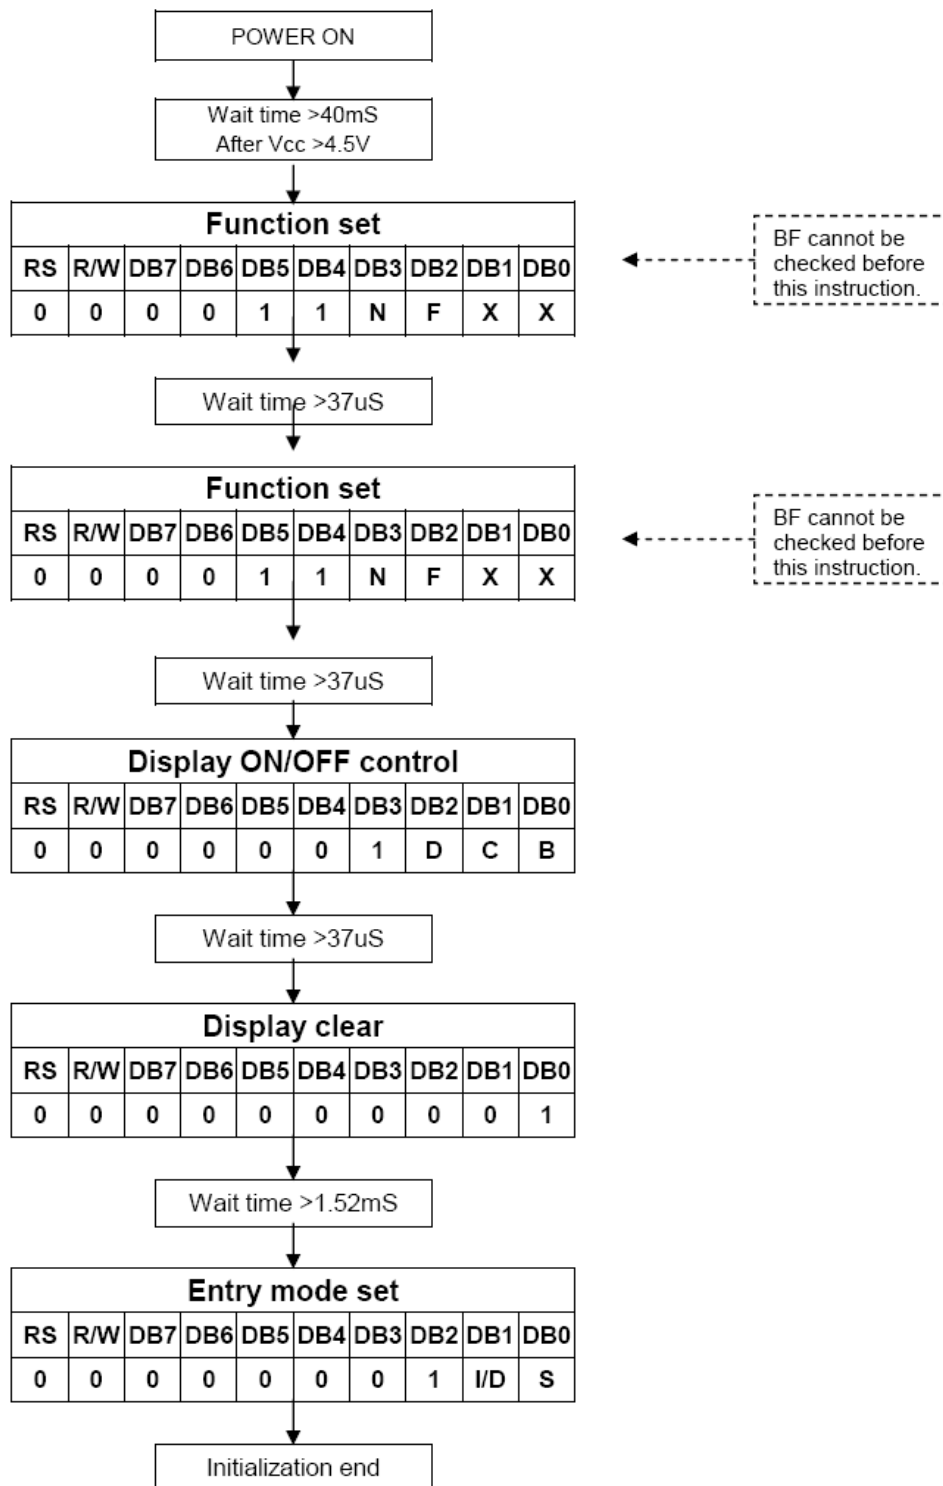 POWER ON
Wait time >40mS
After Vcc >4.5V
Function set
RS R/W DB7 DB6 DB5 DB4 DB3 DB2 DB1 DB0
0 0 0 0 1 1 N F X X
BF cannot be
checked before
this instruction.
Wait time >37uS
Function set
RS R/W DB7 DB6 DB5 DB4 DB3 DB2 DB1 DB0
0 0 0 0 1 1 N F X X
BF cannot be
checked before
this instruction.
Wait time >37uS
Display ON/OFF control
RS R/W DB7 DB6 DB5 DB4 DB3 DB2 DB1 DB0
0 0 0 0 0 0 1 D C B
Wait time >37uS
Display clear
RS R/W DB7 DB6 DB5 DB4 DB3 DB2 DB1 DB0
0 0 0 0 0 0 0 0 0 1
Wait time >1.52mS
Entry mode set
RS R/W DB7 DB6 DB5 DB4 DB3 DB2 DB1 DB0
0 0 0 0 0 0 0 1 I/D S
Initialization end